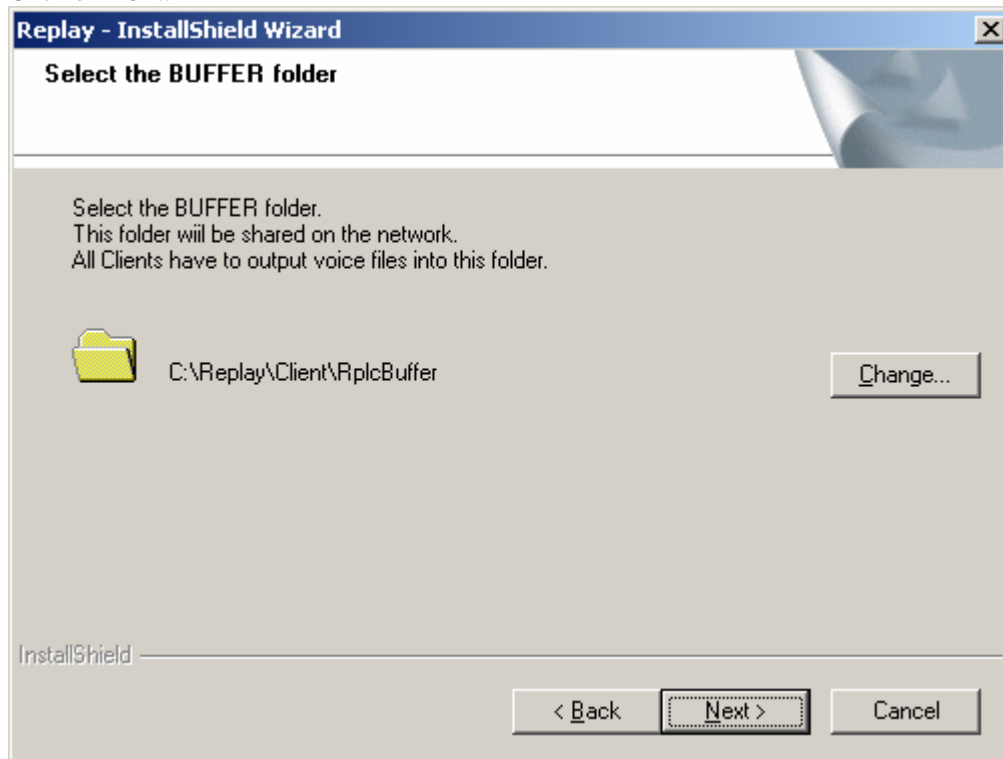 Replay - InstallShield Wizard
Select the BUFFER folder
Select the BUFFER folder.
This folder wiil be shared on the network.
All Clients have to output voice files into this folder.
C:\Replay\Client\RplcBuffer
Change...
InstallShield
< Back
Next >
Cancel